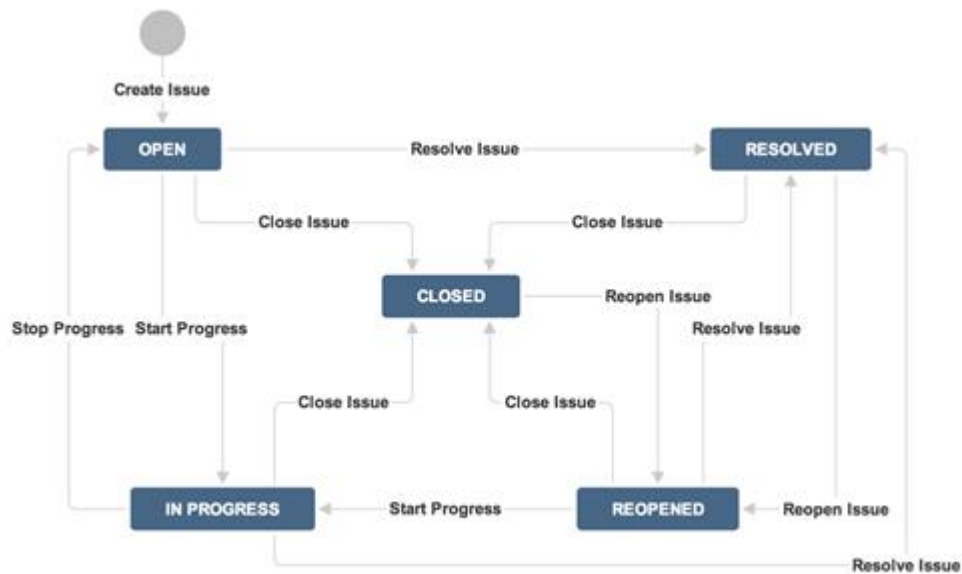 Create Issue
OPEN
Resolve Issue
RESOLVED
Close Issue
Close Issue
CLOSED
Reopen Issue
Stop Progress
Start Progress
Resolve Issue
Close Issue
Close Issue
IN PROGRESS
Start Progress
REOPENED
Reopen Issue
Resolve Issue